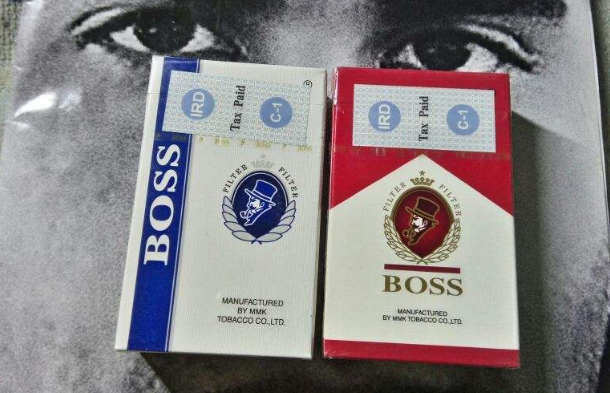 IRD
Tax Paid
C-1
®
BOSS
FILTER FILTER
MANUFACTURED
BY MMK
TOBACCO CO.,LTD.
IRD
Tax Paid
C-1
FILTER FILTER
BOSS
MANUFACTURED
BY MMK TOBACCO CO.,LTD.